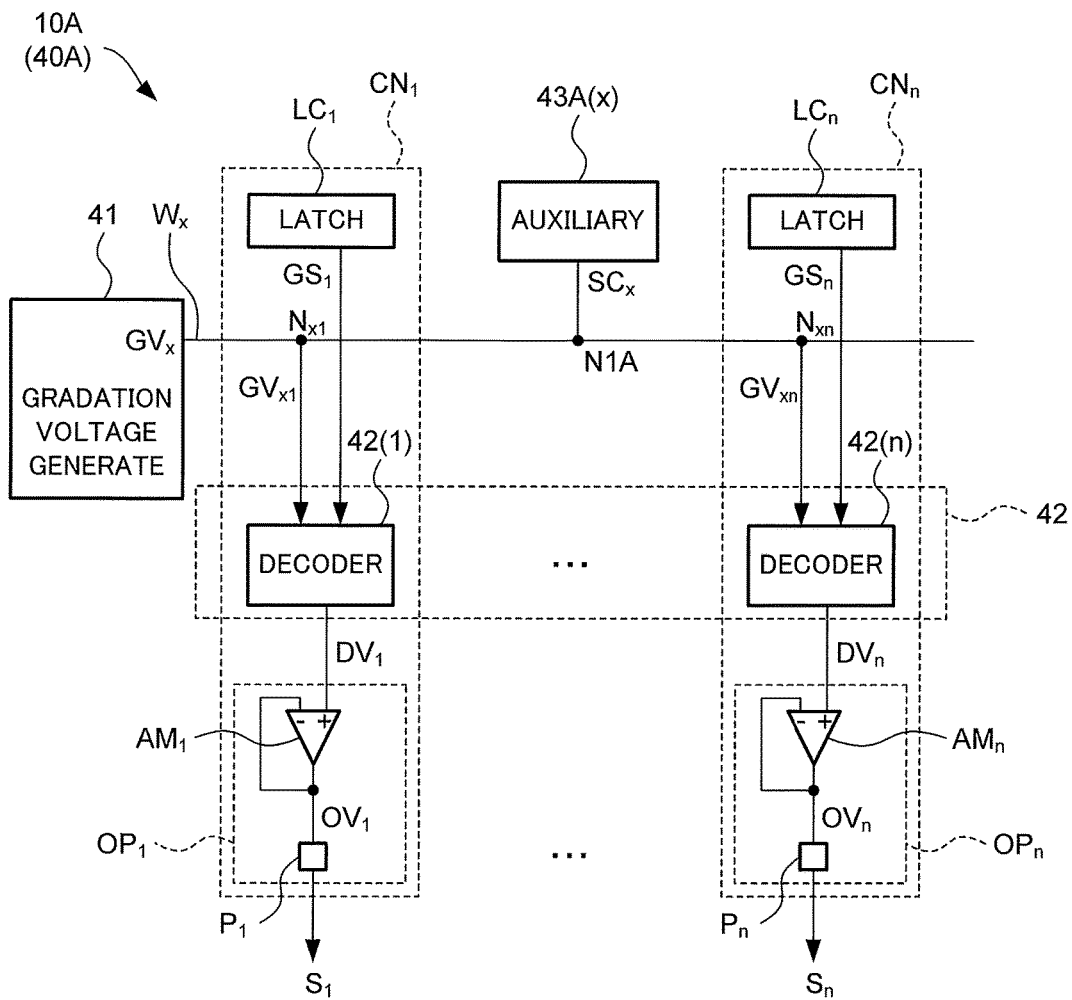 10A
(40A)
CN₁
43A(x)
CNₙ
LC₁
LCₙ
41
Wₓ
LATCH
AUXILIARY
LATCH
GS₁
SCₓ
GSₙ
GVₓ
Nₓ₁
N1A
Nₓₙ
GRADATION
VOLTAGE
GENERATE
GVₓ₁
GVₓₙ
42(1)
42(n)
42
DECODER
...
DECODER
DV₁
DVₙ
- +
- +
AM₁
AMₙ
OV₁
OVₙ
OP₁
...
OPₙ
P₁
Pₙ
S₁
Sₙ